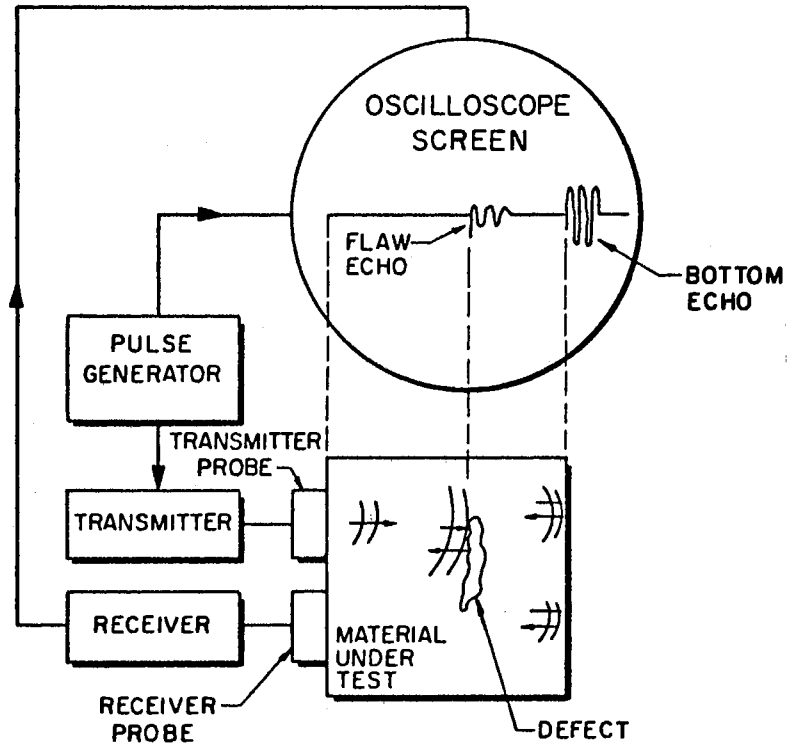 OSCILLOSCOPE
SCREEN
FLAW
ECHO
BOTTOM
ECHO
PULSE
GENERATOR
TRANSMITTER
PROBE
TRANSMITTER
RECEIVER
MATERIAL
UNDER
TEST
RECEIVER
PROBE
DEFECT